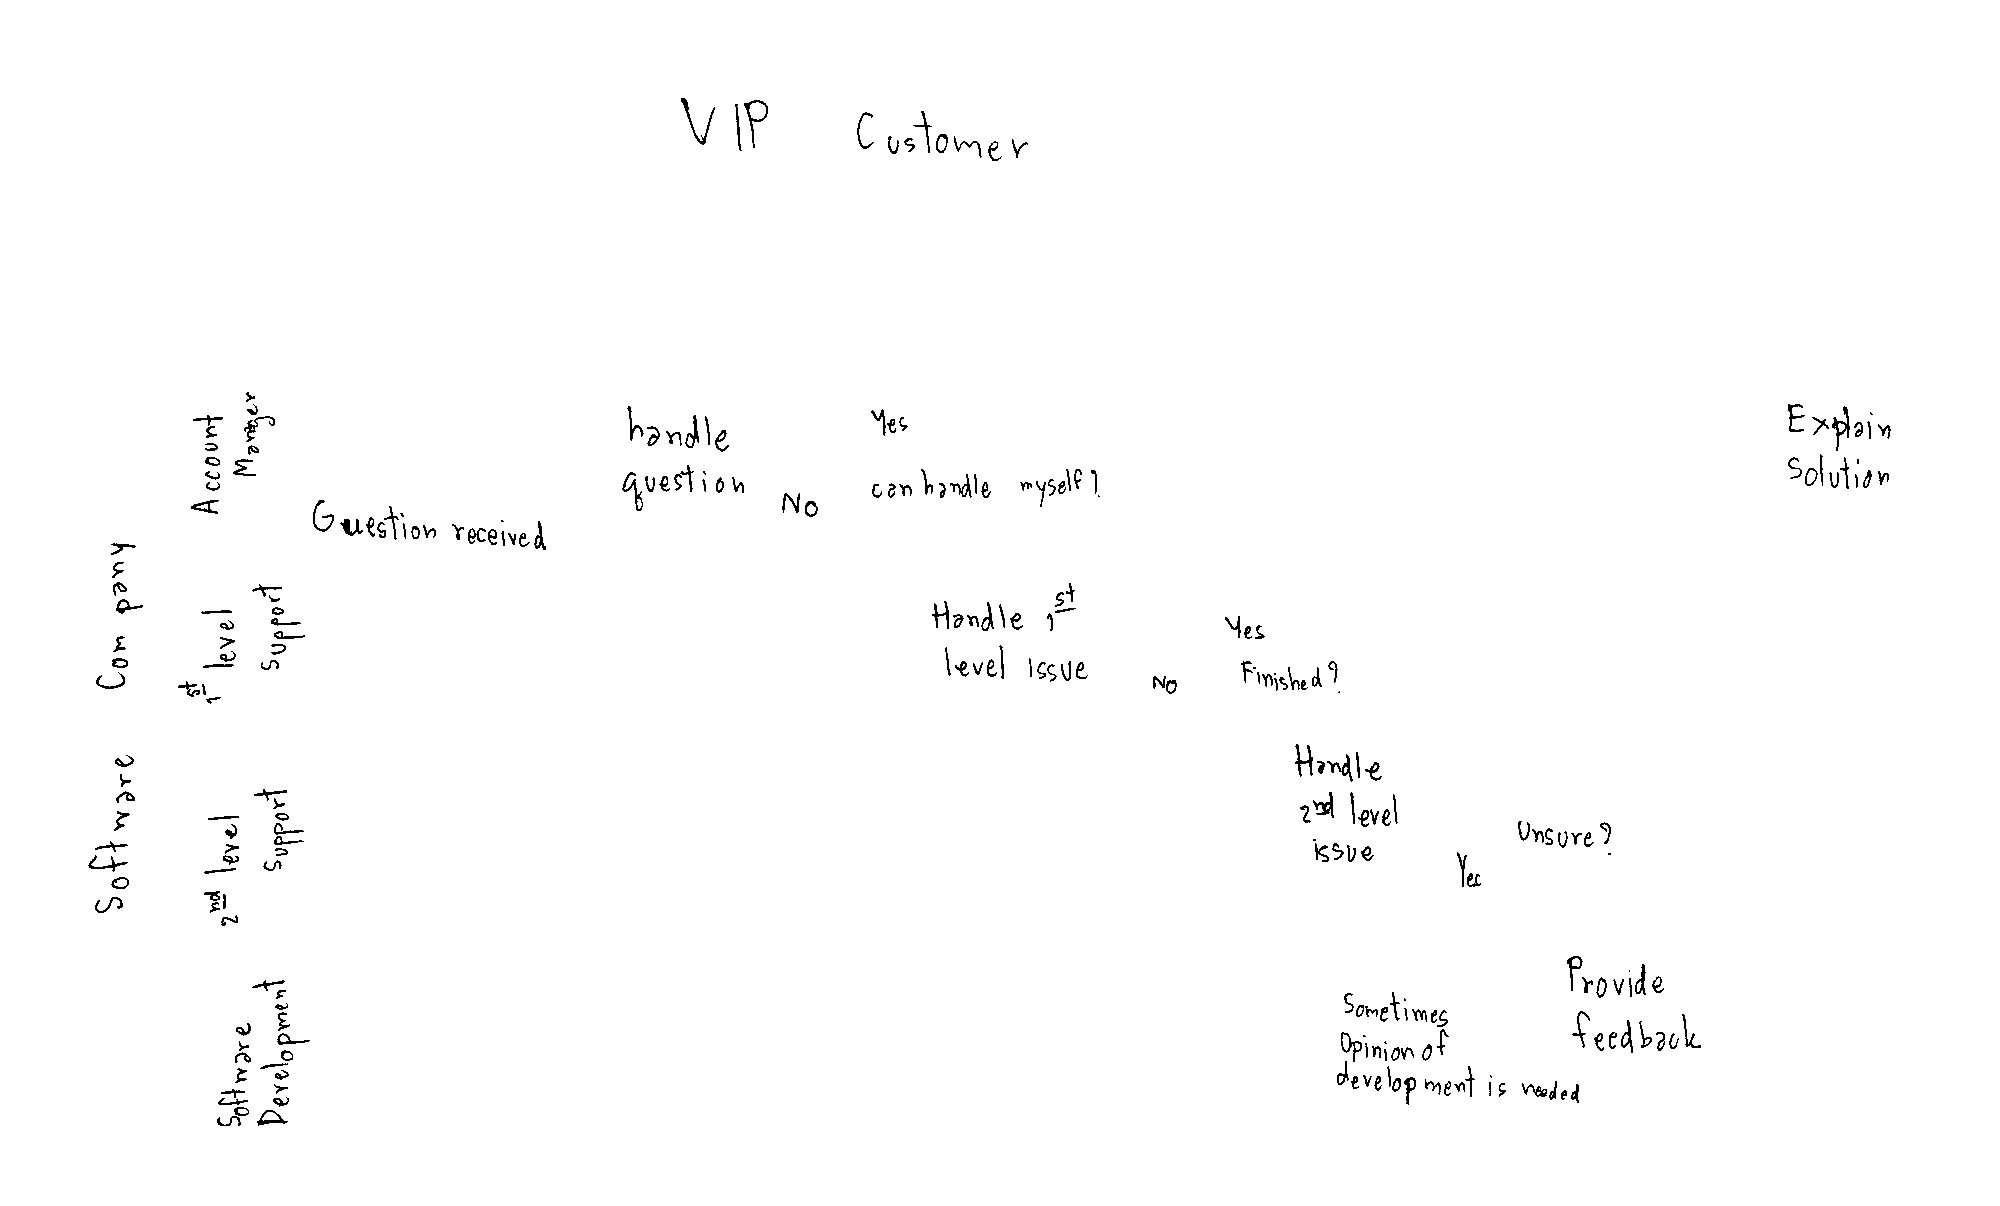 VIP Customer
Software Company
Account
Manager
handle
question
Yes
No
can handle myself?
Explain
Solution
Question received
1st level
Support
Handle 1st
level issue
Yes
No
Finished?
2nd level
Support
Handle
2nd level
issue
Unsure?
Yes
Software
Development
Sometimes
Opinion of
development is needed
Provide
feedback